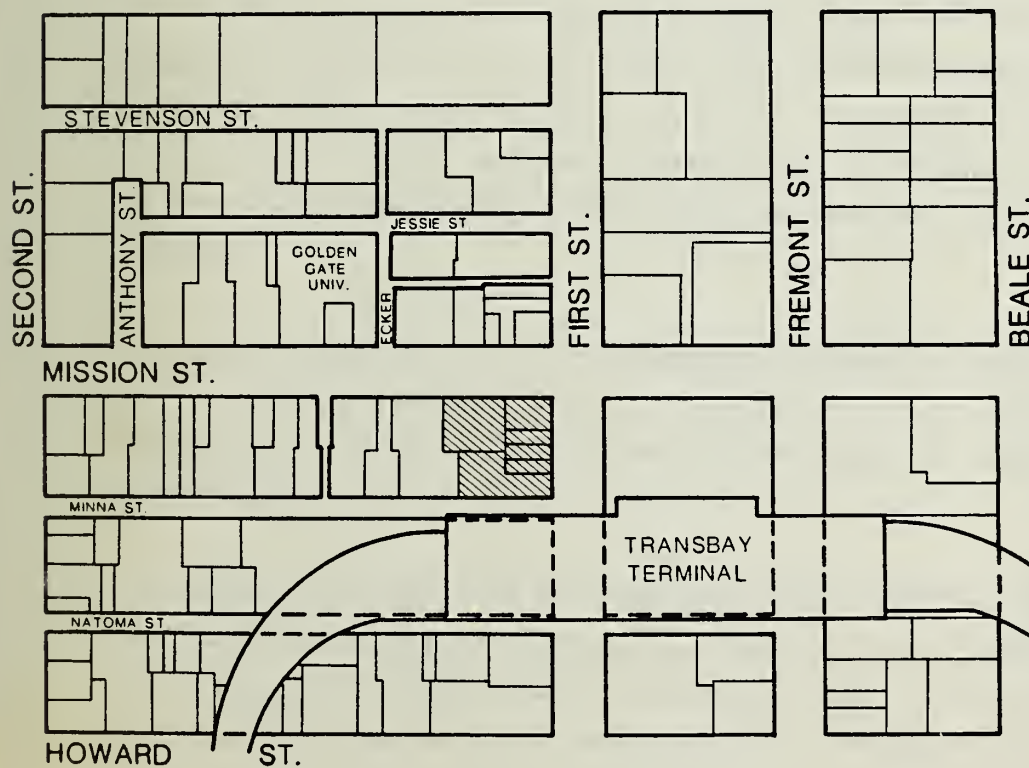 STEVENSON ST.
SECOND ST.
ANTHONY ST.
JESSIE ST.
GOLDEN
GATE
UNIV.
ECKER
FIRST ST.
FREMONT ST.
BEALE ST.
MISSION ST.
MINNA ST.
TRANSBAY
TERMINAL
NATOMA ST
HOWARD ST.